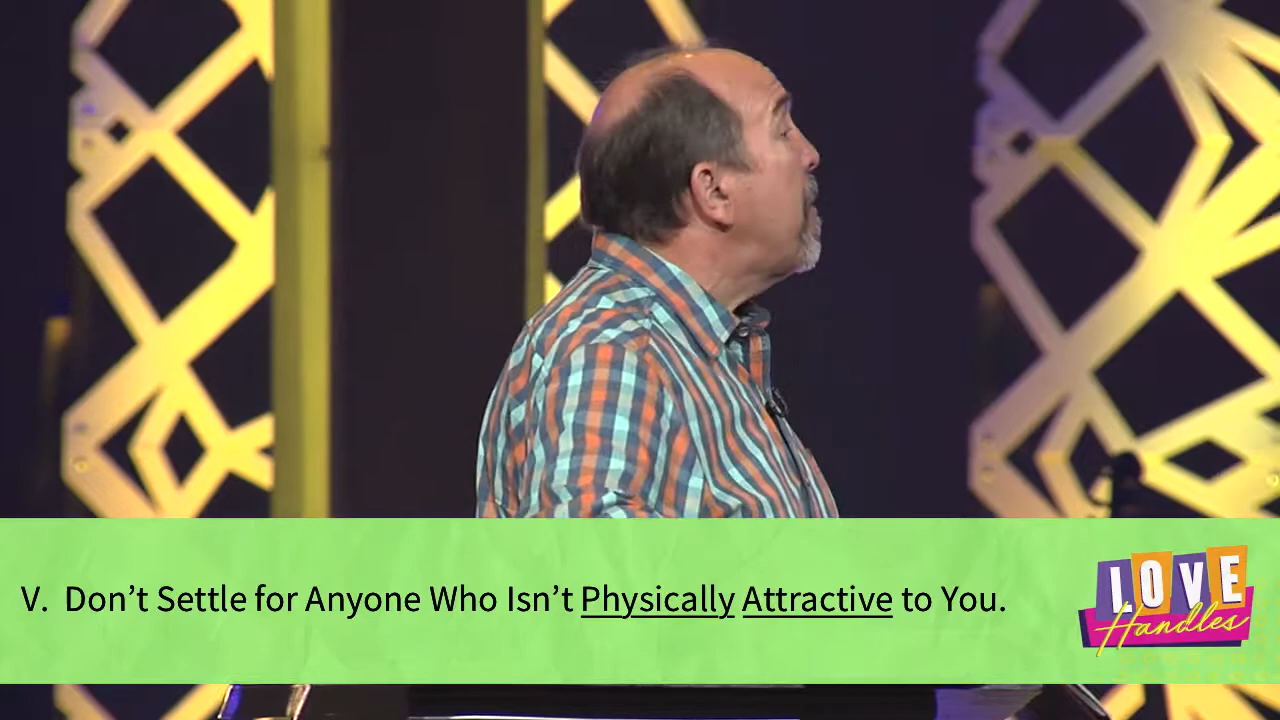 V. Don’t Settle for Anyone Who Isn’t Physically Attractive to You.
LOVE
Handles